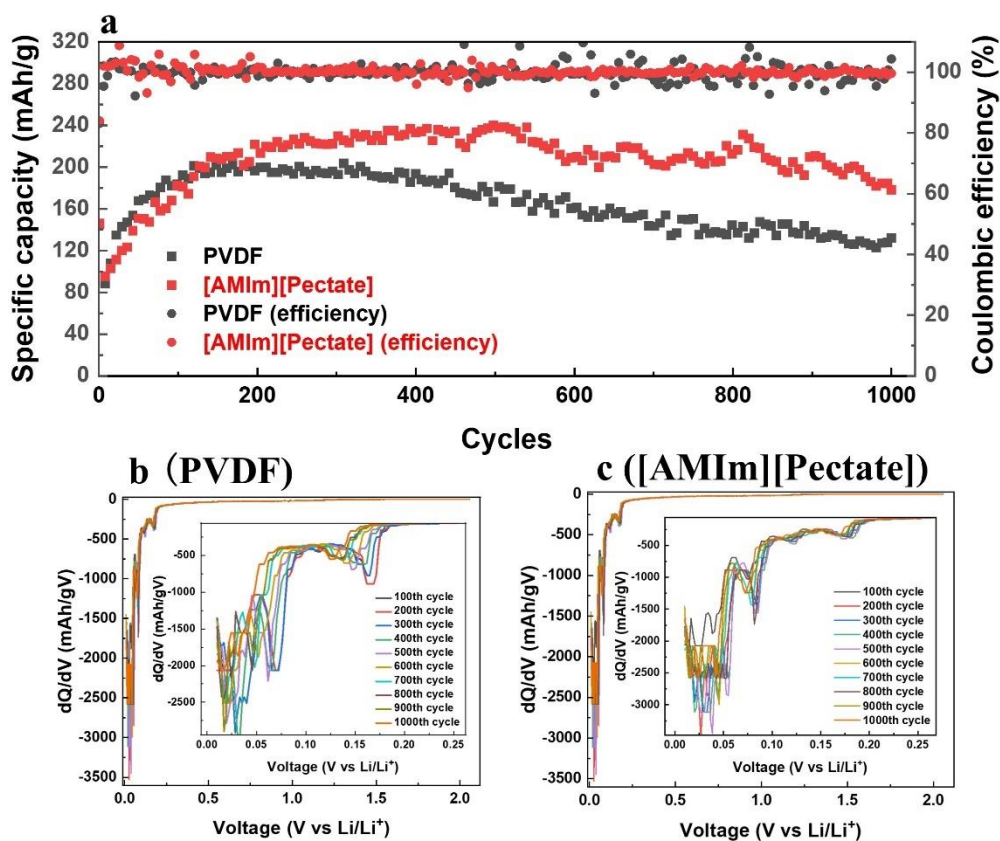 a
Specific capacity (mAh/g)
320
280
240
200
160
120
80
40
0
PVDF
[AMIm][Pectate]
PVDF (efficiency)
[AMIm][Pectate] (efficiency)
100
80
60
40
20
0
Coulombic efficiency (%)
0 200 400 600 800 1000
Cycles
b (PVDF)
dQ/dV (mAh/gV)
0
-500
-1000
-1500
-2000
-2500
-3000
-3500
0.0 0.5 1.0 1.5 2.0
Voltage (V vs Li/Li⁺)
dQ/dV (mAh/gV)
-500
-1000
-1500
-2000
-2500
100th cycle
200th cycle
300th cycle
400th cycle
500th cycle
600th cycle
700th cycle
800th cycle
900th cycle
1000th cycle
0.00 0.05 0.10 0.15 0.20 0.25
Voltage (V vs Li/Li⁺)
c ([AMIm][Pectate])
dQ/dV (mAh/gV)
0
-500
-1000
-1500
-2000
-2500
-3000
-3500
0.0 0.5 1.0 1.5 2.0
Voltage (V vs Li/Li⁺)
dQ/dV (mAh/gV)
-500
-1000
-1500
-2000
-2500
-3000
100th cycle
200th cycle
300th cycle
400th cycle
500th cycle
600th cycle
700th cycle
800th cycle
900th cycle
1000th cycle
0.00 0.05 0.10 0.15 0.20 0.25
Voltage (V vs Li/Li⁺)